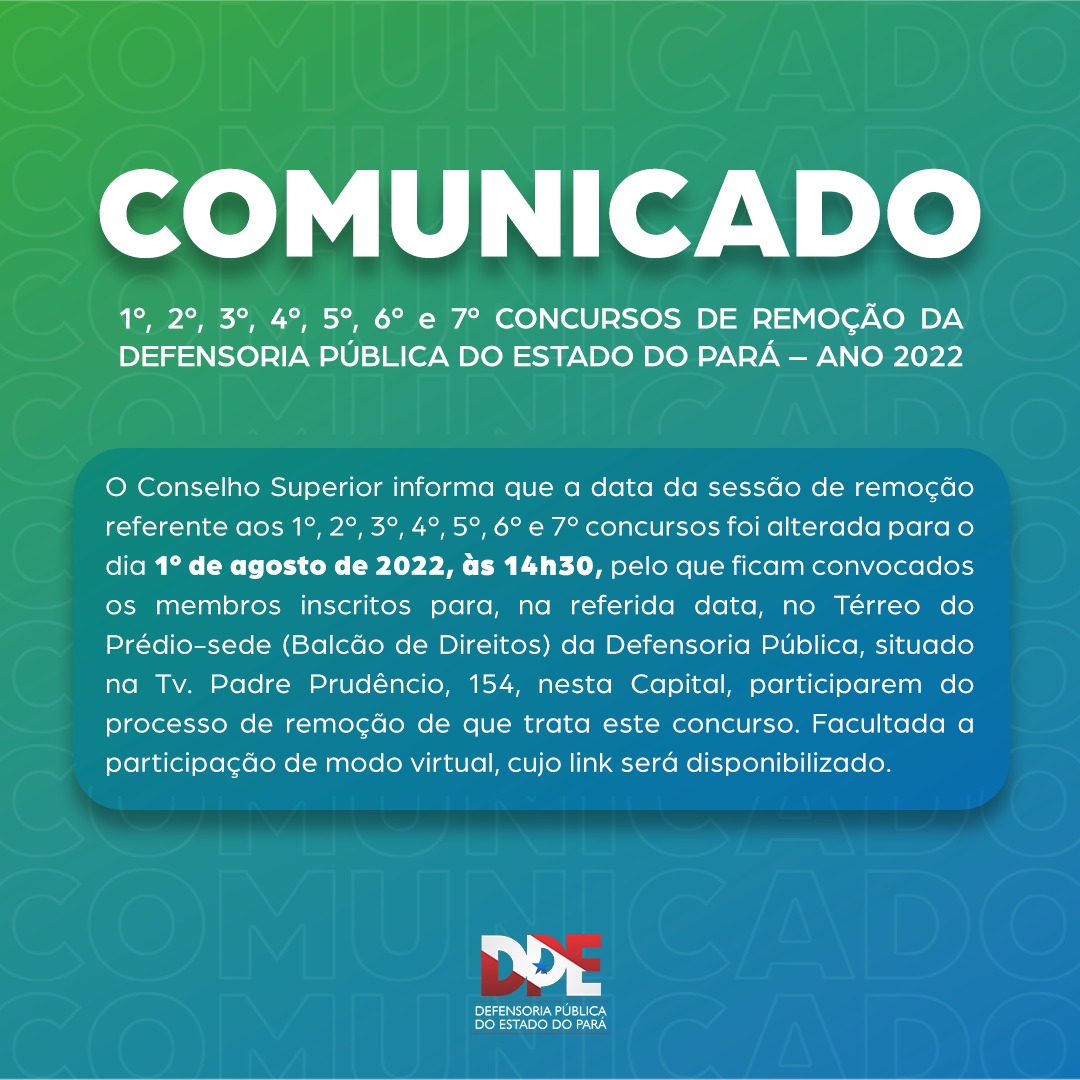 COMUNICADO
1º, 2º, 3º, 4º, 5º, 6º e 7º CONCURSOS DE REMOÇÃO DA
DEFENSORIA PÚBLICA DO ESTADO DO PARÁ – ANO 2022
O Conselho Superior informa que a data da sessão de remoção
referente aos 1º, 2º, 3º, 4º, 5º, 6º e 7º concursos foi alterada para o
dia 1º de agosto de 2022, às 14h30, pelo que ficam convocados
os membros inscritos para, na referida data, no Térreo do
Prédio-sede (Balcão de Direitos) da Defensoria Pública, situado
na Tv. Padre Prudêncio, 154, nesta Capital, participarem do
processo de remoção de que trata este concurso. Facultada a
participação de modo virtual, cujo link será disponibilizado.
DPE
DEFENSORIA PÚBLICA
DO ESTADO DO PARÁ